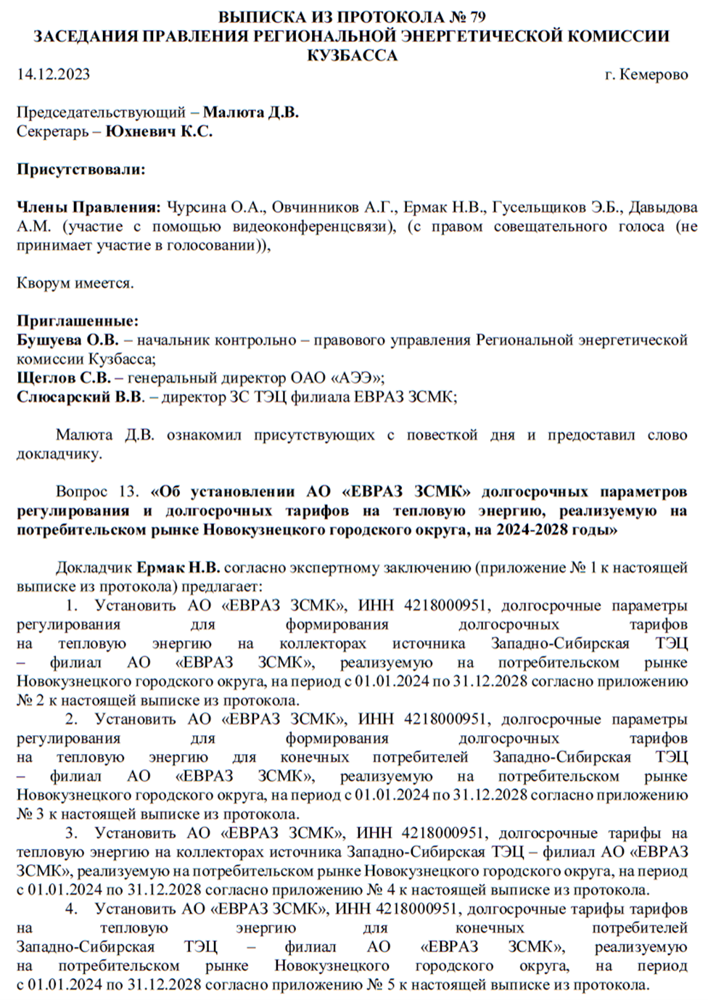 ВЫПИСКА ИЗ ПРОТОКОЛА № 79
ЗАСЕДАНИЯ ПРАВЛЕНИЯ РЕГИОНАЛЬНОЙ ЭНЕРГЕТИЧЕСКОЙ КОМИССИИ
КУЗБАССА
14.12.2023 г. Кемерово
Председательствующий – Малюта Д.В.
Секретарь – Юхневич К.С.
Присутствовали:
Члены Правления: Чурсина О.А., Овчинников А.Г., Ермак Н.В., Гусельщиков Э.Б., Давыдова
А.М. (участие с помощью видеоконференцсвязи), (с правом совещательного голоса (не
принимает участие в голосовании)),
Кворум имеется.
Приглашенные:
Бушуева О.В. – начальник контрольно – правового управления Региональной энергетической
комиссии Кузбасса;
Щеглов С.В. – генеральный директор ОАО «АЭЭ»;
Слюсарский В.В. – директор ЗС ТЭЦ филиала ЕВРАЗ ЗСМК;
Малюта Д.В. ознакомил присутствующих с повесткой дня и предоставил слово
докладчику.
Вопрос 13. «Об установлении АО «ЕВРАЗ ЗСМК» долгосрочных параметров
регулирования и долгосрочных тарифов на тепловую энергию, реализуемую на
потребительском рынке Новокузнецкого городского округа, на 2024-2028 годы»
Докладчик Ермак Н.В. согласно экспертному заключению (приложение № 1 к настоящей
выписке из протокола) предлагает:
1. Установить АО «ЕВРАЗ ЗСМК», ИНН 4218000951, долгосрочные параметры
регулирования для формирования долгосрочных тарифов
на тепловую энергию на коллекторах источника Западно-Сибирская ТЭЦ
– филиал АО «ЕВРАЗ ЗСМК», реализуемую на потребительском рынке
Новокузнецкого городского округа, на период с 01.01.2024 по 31.12.2028 согласно приложению
№ 2 к настоящей выписке из протокола.
2. Установить АО «ЕВРАЗ ЗСМК», ИНН 4218000951, долгосрочные параметры
регулирования для формирования долгосрочных тарифов
на тепловую энергию для конечных потребителей Западно-Сибирская ТЭЦ
– филиал АО «ЕВРАЗ ЗСМК», реализуемую на потребительском рынке
Новокузнецкого городского округа, на период с 01.01.2024 по 31.12.2028 согласно приложению
№ 3 к настоящей выписке из протокола.
3. Установить АО «ЕВРАЗ ЗСМК», ИНН 4218000951, долгосрочные тарифы на
тепловую энергию на коллекторах источника Западно-Сибирская ТЭЦ – филиал АО «ЕВРАЗ
ЗСМК», реализуемую на потребительском рынке Новокузнецкого городского округа, на период
с 01.01.2024 по 31.12.2028 согласно приложению № 4 к настоящей выписке из протокола.
4. Установить АО «ЕВРАЗ ЗСМК», ИНН 4218000951, долгосрочные тарифы тарифов
на тепловую энергию для конечных потребителей
Западно-Сибирская ТЭЦ – филиал АО «ЕВРАЗ ЗСМК», реализуемую
на потребительском рынке Новокузнецкого городского округа, на период
с 01.01.2024 по 31.12.2028 согласно приложению № 5 к настоящей выписке из протокола.